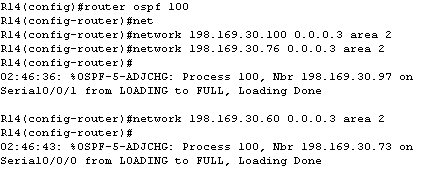 R14(config)#router ospf 100
R14(config-router)#net
R14(config-router)#network 198.169.30.100 0.0.0.3 area 2
R14(config-router)#network 198.169.30.76 0.0.0.3 area 2
R14(config-router)#
02:46:36: %OSPF-5-ADJCHG: Process 100, Nbr 198.169.30.97 on
Serial0/0/1 from LOADING to FULL, Loading Done
R14(config-router)#network 198.169.30.60 0.0.0.3 area 2
R14(config-router)#
02:46:43: %OSPF-5-ADJCHG: Process 100, Nbr 198.169.30.73 on
Serial0/0/0 from LOADING to FULL, Loading Done